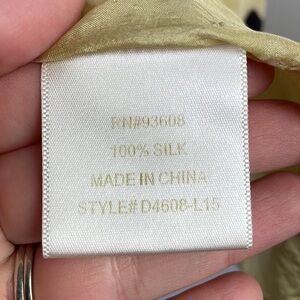 RN#93608
100% SILK
MADE IN CHINA
STYLE# D4608-L15